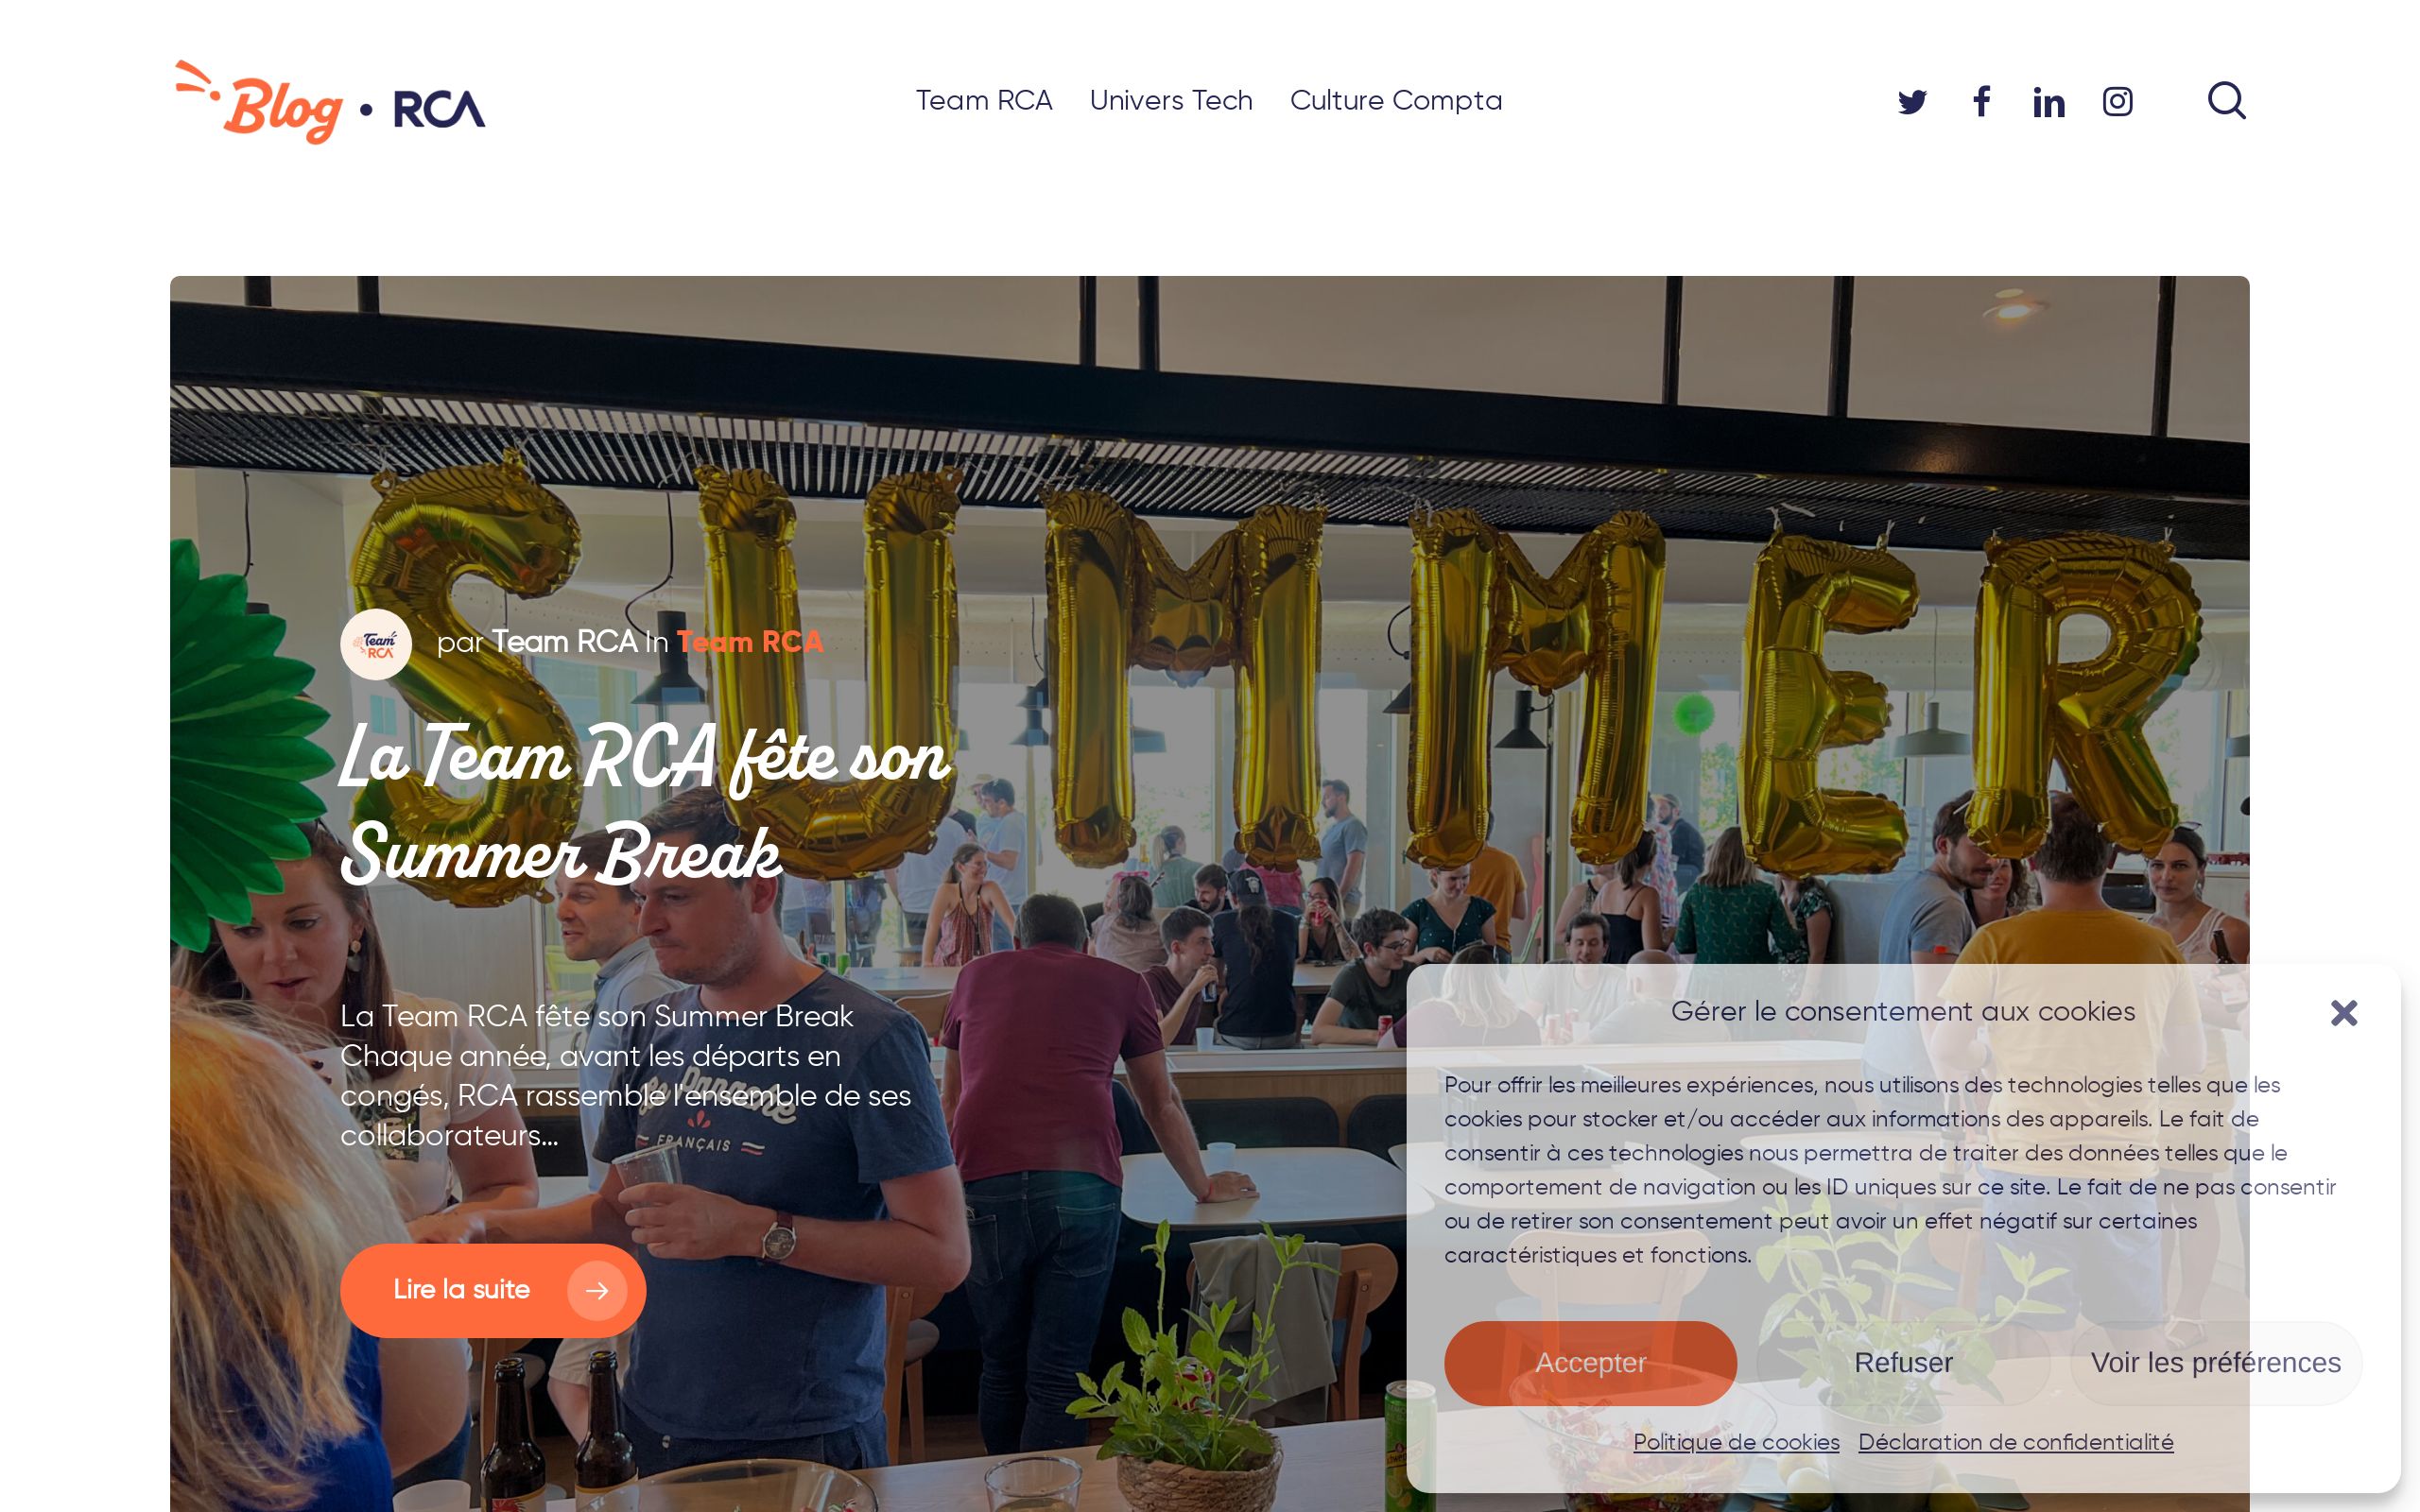 Blog • RCA
Team RCA
Univers Tech
Culture Compta
SUMMER
Team RCA
par Team RCA In Team RCA
La Team RCA fête son
Summer Break
La Team RCA fête son Summer Break
Chaque année, avant les départs en
congés, RCA rassemble l'ensemble de ses
collaborateurs...
Le Panache
FRANÇAIS
Lire la suite
Gérer le consentement aux cookies
Pour offrir les meilleures expériences, nous utilisons des technologies telles que les
cookies pour stocker et/ou accéder aux informations des appareils. Le fait de
consentir à ces technologies nous permettra de traiter des données telles que le
comportement de navigation ou les ID uniques sur ce site. Le fait de ne pas consentir
ou de retirer son consentement peut avoir un effet négatif sur certaines
caractéristiques et fonctions.
Accepter
Refuser
Voir les préférences
Politique de cookies
Déclaration de confidentialité